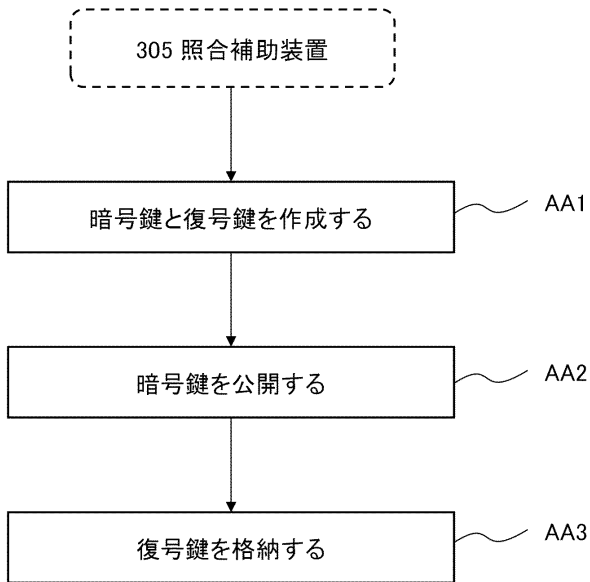 305 照合補助装置
暗号鍵と復号鍵を作成する
AA1
暗号鍵を公開する
AA2
復号鍵を格納する
AA3